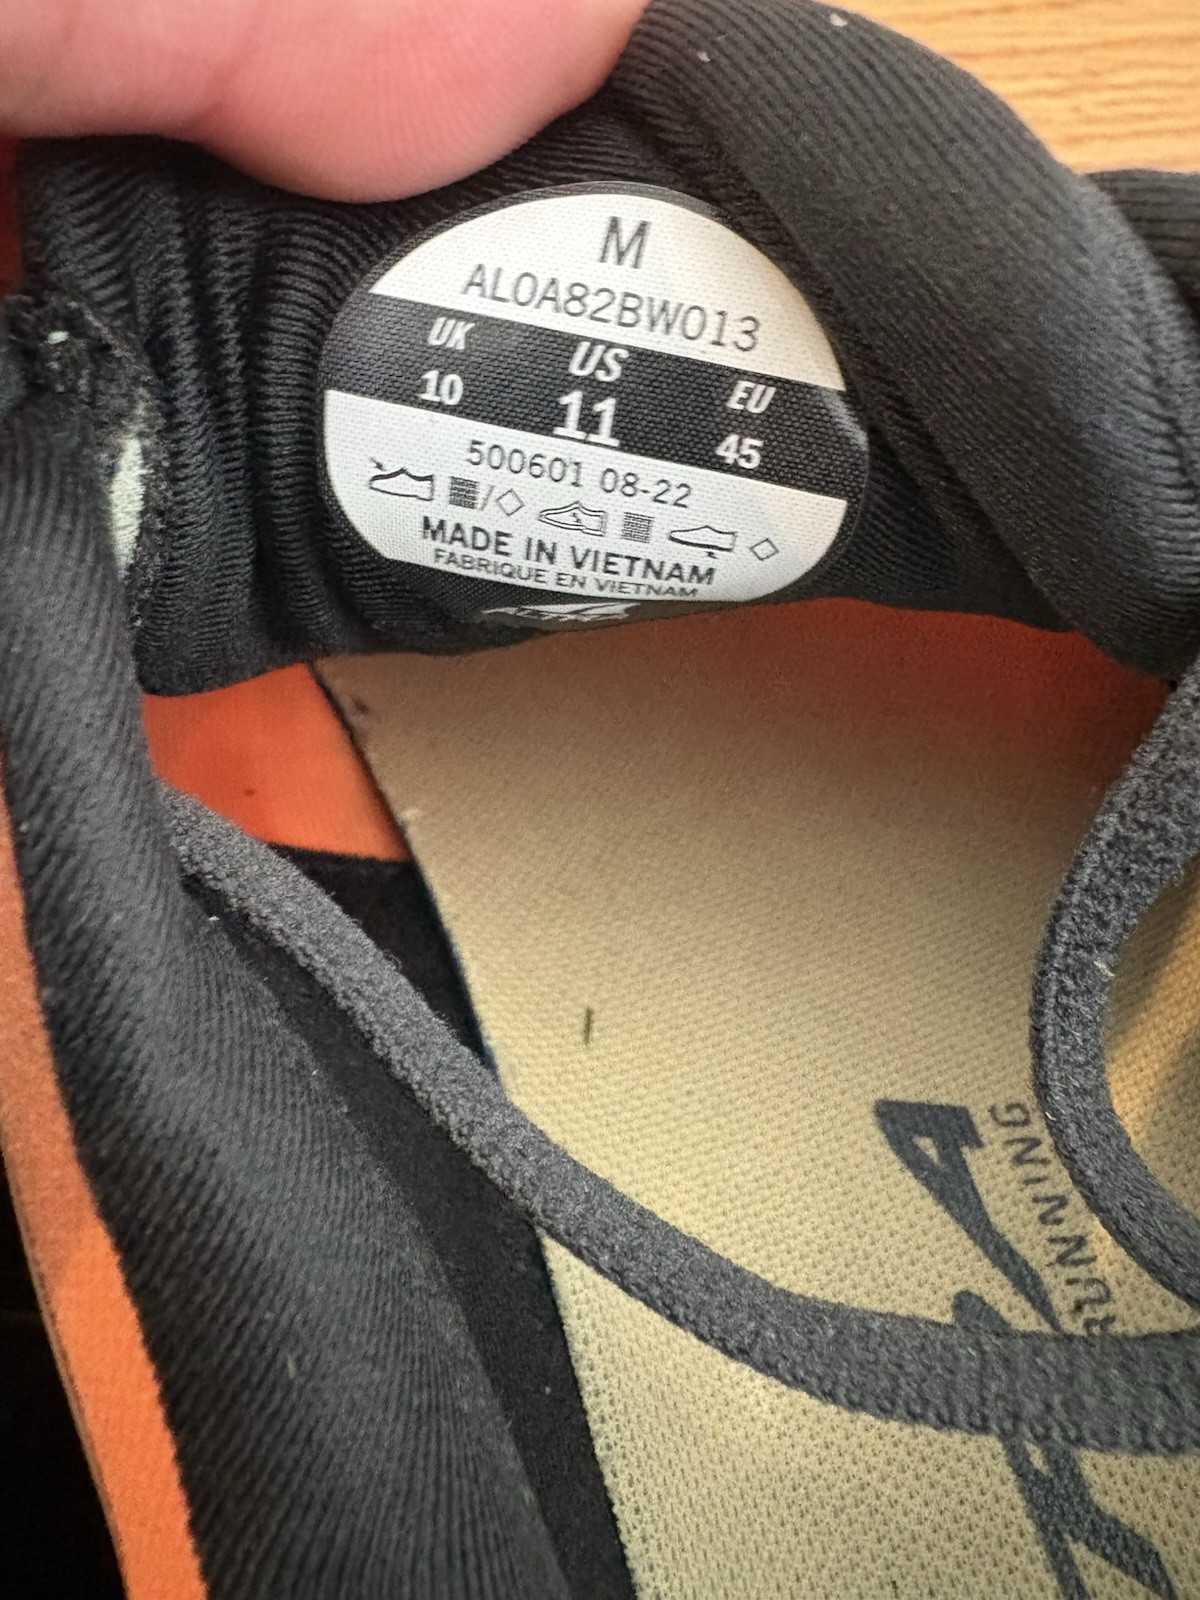 M
AL0A82BW013
UK US EU
10 11 45
500601 08-22
MADE IN VIETNAM
FABRIQUE EN VIETNAM
RUNNING